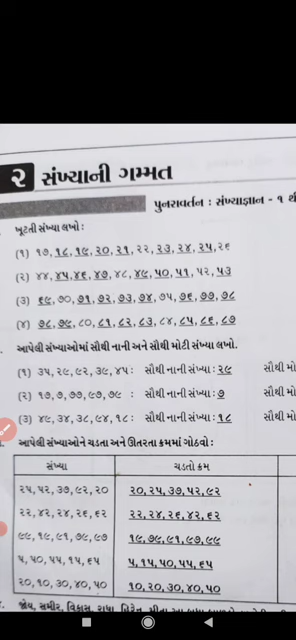 ૨ સંખ્યાની ગમ્મત
પુનરાવર્તન : સંખ્યાજ્ઞાન - ૧ થી
ખૂટતી સંખ્યા લખો :
(૧) ૧૭, ૧૮, ૧૯, ૨૦, ૨૧, ૨૨, ૨૩, ૨૪, ૨૫, ૨૬
(૨) ૪૪, ૪૫, ૪૬, ૪૭, ૪૮, ૪૯, ૫૦, ૫૧, ૫૨, ૫૩
(૩) ૬૯, ૭૦, ૭૧, ૭૨, ૭૩, ૭૪, ૭૫, ૭૬, ૭૭, ૭૮
(૪) ૭૮, ૭૯, ૮૦, ૮૧, ૮૨, ૮૩, ૮૪, ૮૫, ૮૬, ૮૭
આપેલી સંખ્યાઓમાં સૌથી નાની અને સૌથી મોટી સંખ્યા લખો.
(૧) ૩૫, ૨૯, ૯૨, ૩૯, ૪૫ : સૌથી નાની સંખ્યા : ૨૯ સૌથી મો
(૨) ૧૭, ૭, ૭૭, ૯૭, ૭૯ : સૌથી નાની સંખ્યા : ૭ સૌથી મો
(૩) ૪૯, ૩૪, ૩૮, ૯૪, ૧૮ : સૌથી નાની સંખ્યા : ૧૮ સૌથી મો
આપેલી સંખ્યાઓને ચડતા અને ઊતરતા ક્રમમાં ગોઠવો :
સંખ્યા ચડતો ક્રમ
૨૫, ૫૨, ૩૭, ૯૨, ૨૦ ૨૦, ૨૫, ૩૭, ૫૨, ૯૨
૨૨, ૪૨, ૨૪, ૨૬, ૬૨ ૨૨, ૨૪, ૨૬, ૪૨, ૬૨
૯૯, ૧૯, ૯૧, ૭૯, ૯૭ ૧૯, ૭૯, ૯૧, ૯૭, ૯૯
૫, ૫૦, ૫૫, ૧૫, ૬૫ ૫, ૧૫, ૫૦, ૫૫, ૬૫
૨૦, ૧૦, ૩૦, ૪૦, ૫૦ ૧૦, ૨૦, ૩૦, ૪૦, ૫૦
જૉય, સમીર, વિકાસ, રાધા,